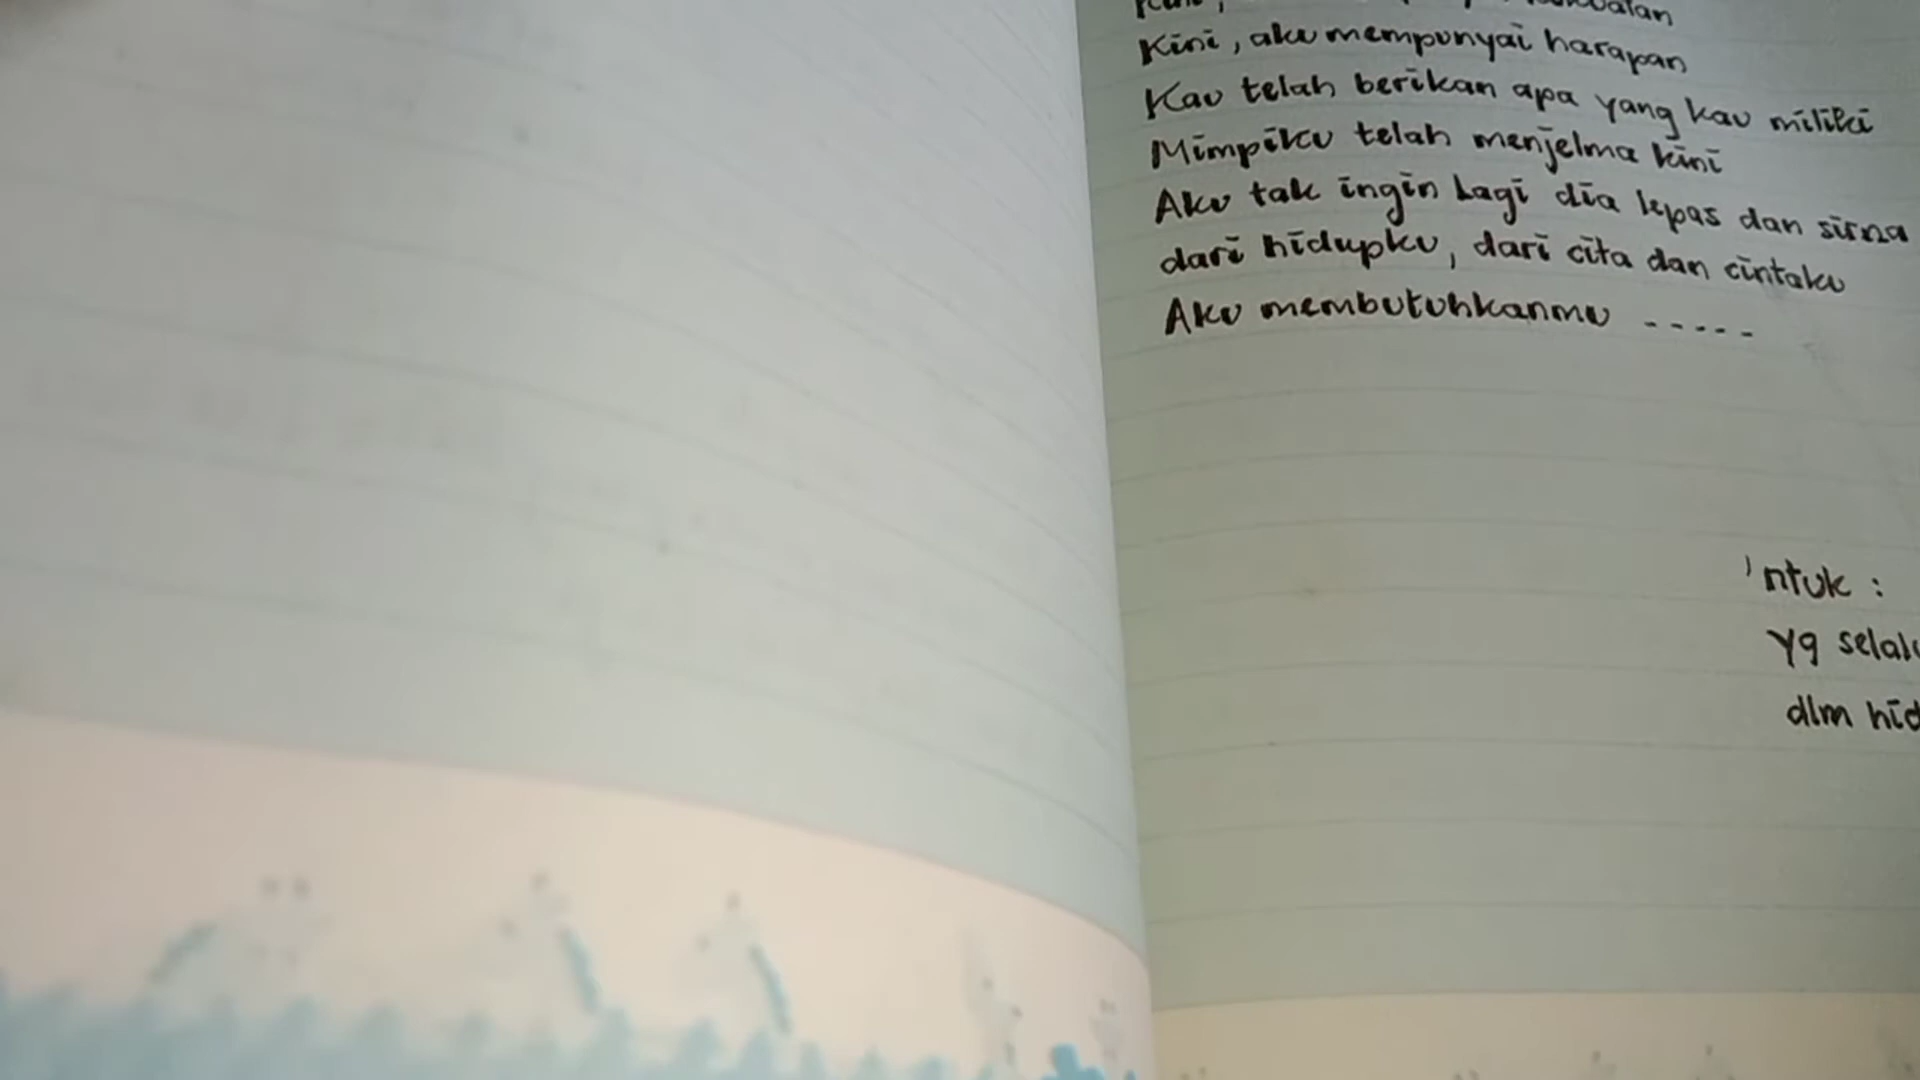 Kini, aku mempunyai harapan
Kau telah berikan apa yang kau miliki
Mimpiku telah menjelma kini
Aku tak ingin lagi dia lepas dan sirna
dari hidupku, dari cita dan cintaku
Aku membutuhkanmu -----
'ntuk :
yg
dlm